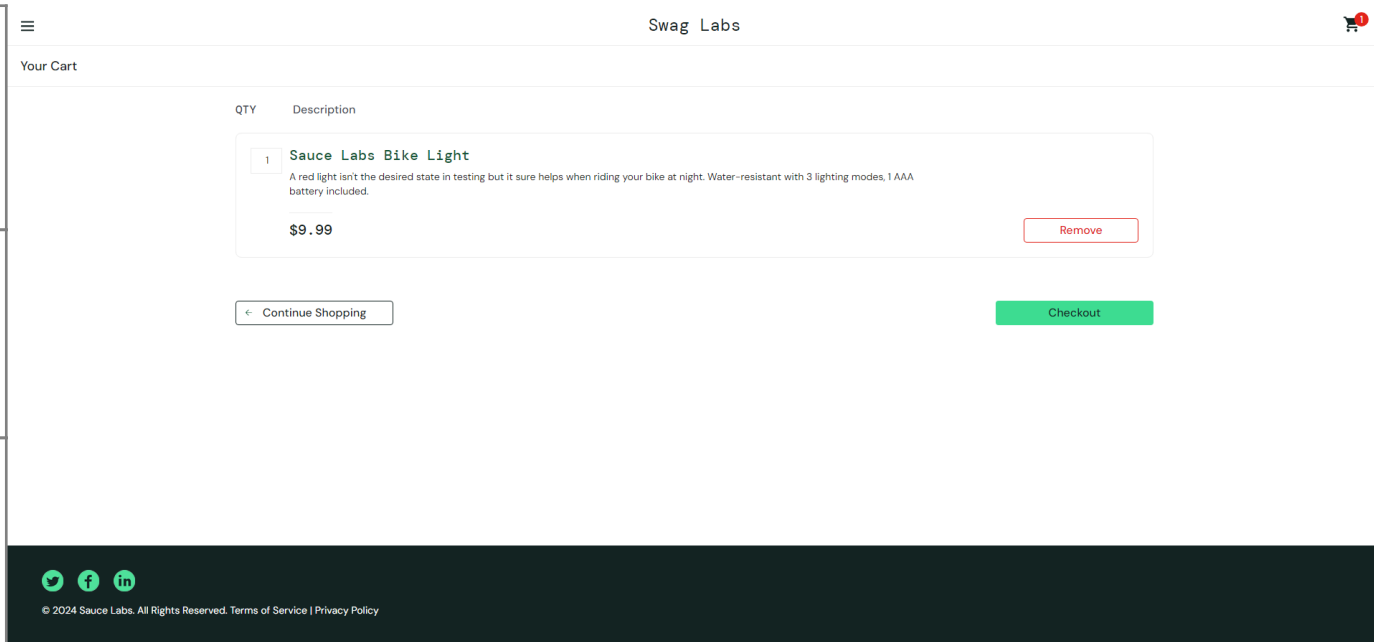 Swag Labs
1
Your Cart
QTY Description
1 Sauce Labs Bike Light
A red light isn't the desired state in testing but it sure helps when riding your bike at night. Water-resistant with 3 lighting modes, 1 AAA
battery included.
$9.99 Remove
Continue Shopping Checkout
© 2024 Sauce Labs. All Rights Reserved. Terms of Service | Privacy Policy